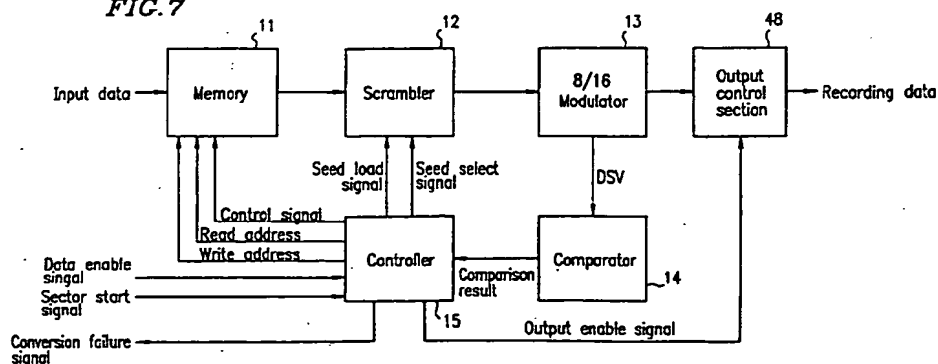 FIG.7
11
12
13
48
Input data
Memory
Scrambler
8/16
Modulator
Output
control
section
Recording data
Seed load
signal
Seed select
signal
DSV
Control signal
Read address
Write address
Data enable
singal
Sector start
signal
Controller
Comparison
result
Comparator
14
15
Output enable signal
Conversion failure
signal